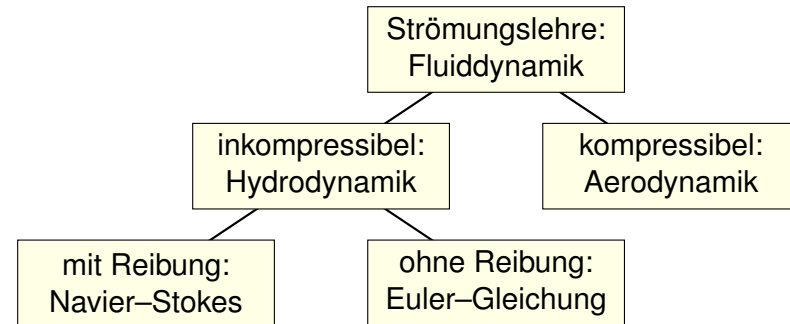 Strömungslehre:
Fluiddynamik
inkompressibel:
Hydrodynamik
kompressibel:
Aerodynamik
mit Reibung:
Navier–Stokes
ohne Reibung:
Euler–Gleichung